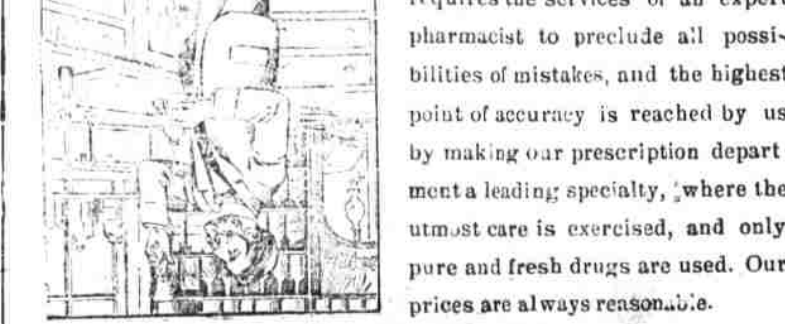 requires the services of an expert
pharmacist to preclude all possi-
bilities of mistakes, and the highest
point of accuracy is reached by us
by making our prescription depart
ment a leading specialty, where the
utmost care is exercised, and only
pure and fresh drugs are used. Our
prices are always reasonable.